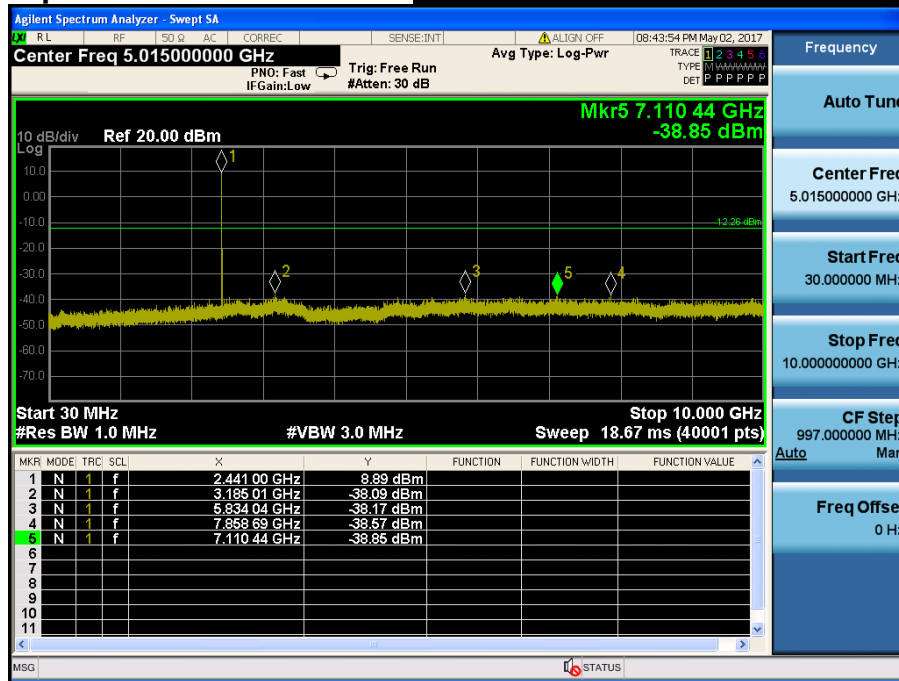 Agilent Spectrum Analyzer - Swept SA
LXI RL RF 50 Ω AC CORREC SENSE:INT ALIGN OFF 08:43:54 PM May 02, 2017
Center Freq 5.015000000 GHz Avg Type: Log-Pwr TRACE 1 2 3 4 5 6
PNO: Fast Trig: Free Run TYPE M WWWWW
IFGain:Low #Atten: 30 dB DET P P P P P P
Frequency
Auto Tune
Mkr5 7.110 44 GHz
-38.85 dBm
10 dB/div Ref 20.00 dBm
Log
10.0
0.00
-10.0
-20.0
-30.0
-40.0
-50.0
-60.0
-70.0
1
-12.26 dBm
2
3
5
4
Center Freq
5.015000000 GHz
Start Freq
30.000000 MHz
Stop Freq
10.000000000 GHz
Start 30 MHz Stop 10.000 GHz
#Res BW 1.0 MHz #VBW 3.0 MHz Sweep 18.67 ms (40001 pts)
CF Step
997.000000 MHz
Auto Man
Freq Offset
0 Hz
MKR MODE TRC SCL X Y FUNCTION FUNCTION WIDTH FUNCTION VALUE
1 N 1 f 2.441 00 GHz 8.89 dBm
2 N 1 f 3.185 01 GHz -38.09 dBm
3 N 1 f 5.834 04 GHz -38.17 dBm
4 N 1 f 7.858 69 GHz -38.57 dBm
5 N 1 f 7.110 44 GHz -38.85 dBm
6
7
8
9
10
11
MSG STATUS